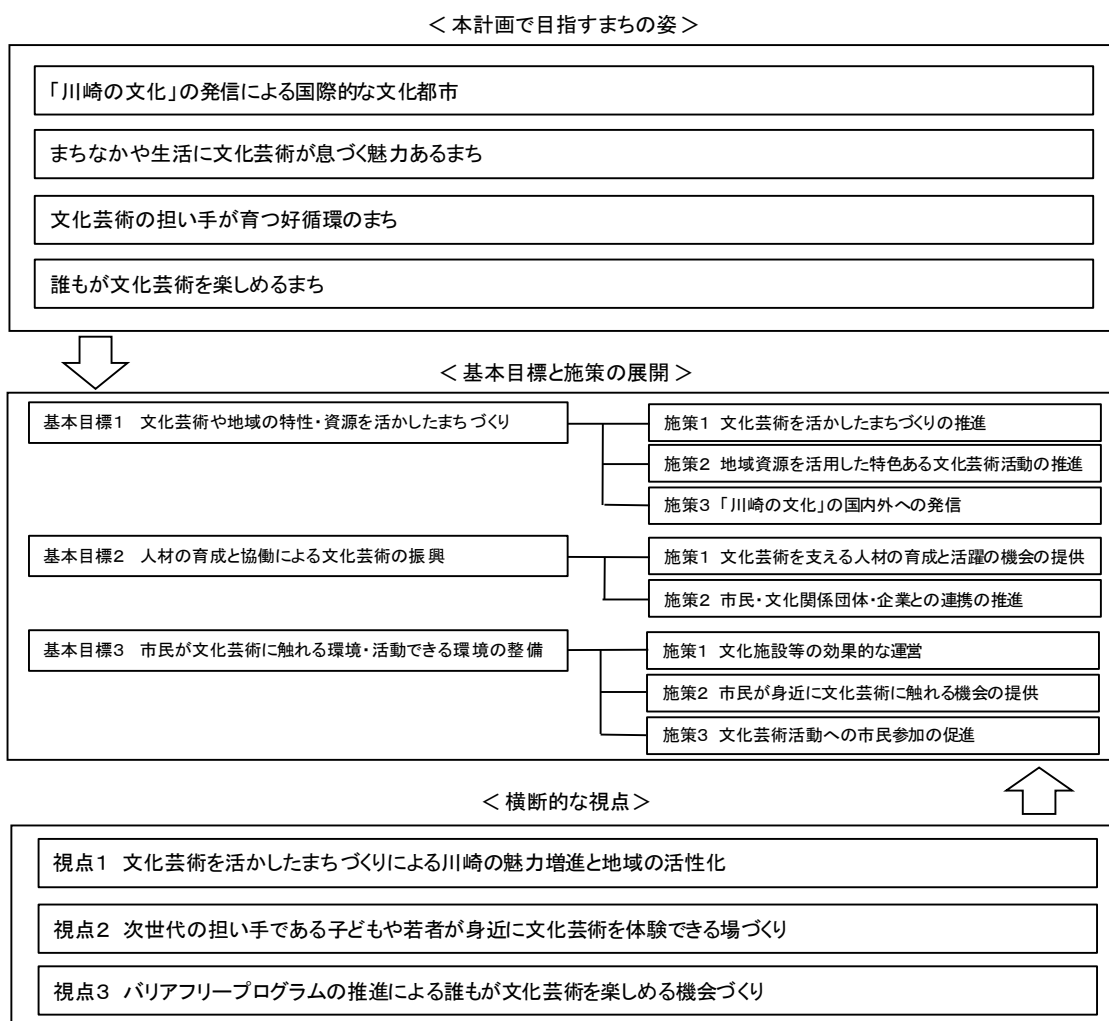 ＜本計画で目指すまちの姿＞
「川崎の文化」の発信による国際的な文化都市
まちなかや生活に文化芸術が息づく魅力あるまち
文化芸術の担い手が育つ好循環のまち
誰もが文化芸術を楽しめるまち
＜基本目標と施策の展開＞
基本目標１ 文化芸術や地域の特性・資源を活かしたまちづくり
施策１ 文化芸術を活かしたまちづくりの推進
施策２ 地域資源を活用した特色ある文化芸術活動の推進
施策３ 「川崎の文化」の国内外への発信
基本目標２ 人材の育成と協働による文化芸術の振興
施策１ 文化芸術を支える人材の育成と活躍の機会の提供
施策２ 市民・文化関係団体・企業との連携の推進
基本目標３ 市民が文化芸術に触れる環境・活動できる環境の整備
施策１ 文化施設等の効果的な運営
施策２ 市民が身近に文化芸術に触れる機会の提供
施策３ 文化芸術活動への市民参加の促進
＜横断的な視点＞
視点１ 文化芸術を活かしたまちづくりによる川崎の魅力増進と地域の活性化
視点２ 次世代の担い手である子どもや若者が身近に文化芸術を体験できる場づくり
視点３ バリアフリープログラムの推進による誰もが文化芸術を楽しめる機会づくり